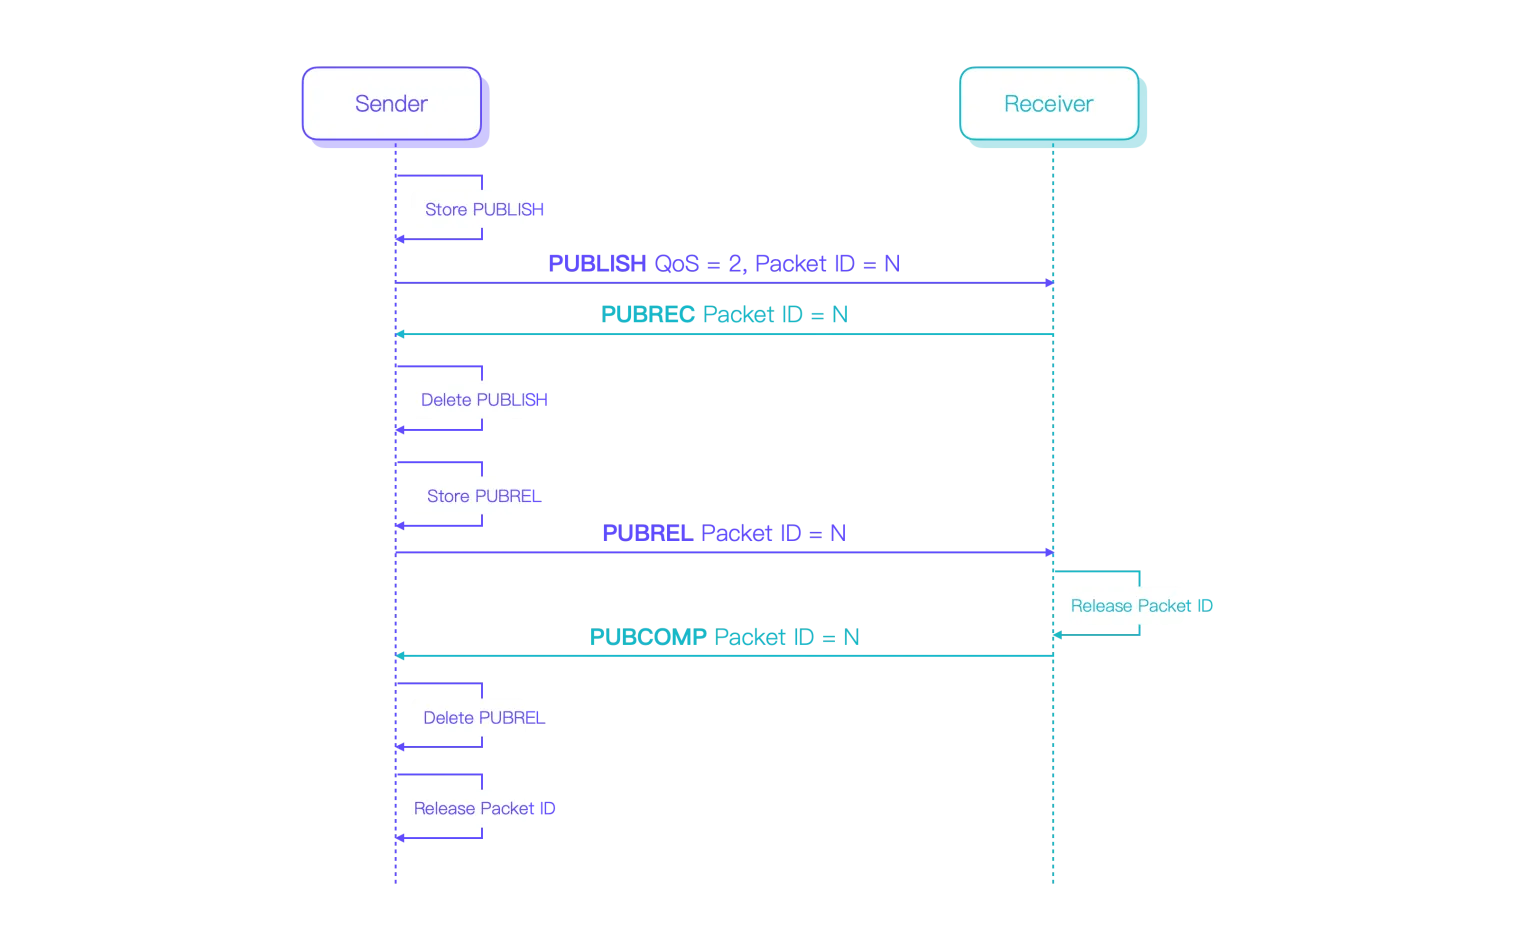 Sender
Receiver
Store PUBLISH
PUBLISH QoS = 2, Packet ID = N
PUBREC Packet ID = N
Delete PUBLISH
Store PUBREL
PUBREL Packet ID = N
Release Packet ID
PUBCOMP Packet ID = N
Delete PUBREL
Release Packet ID